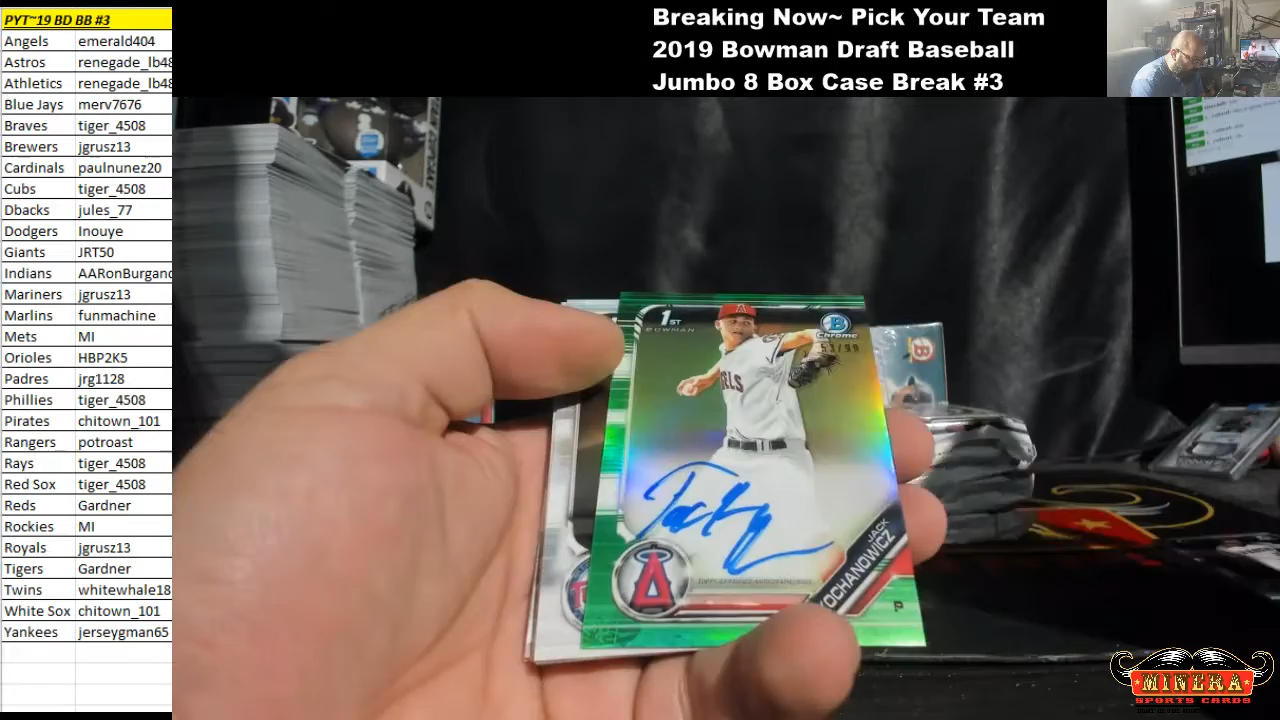 PYT~19 BD BB #3
Angels emerald404
Astros renegade_lb48
Athletics renegade_lb48
Blue Jays merv7676
Braves tiger_4508
Brewers jgrusz13
Cardinals paulnunez20
Cubs tiger_4508
Dbacks jules_77
Dodgers Inouye
Giants JRT50
Indians AARonBurgand
Mariners jgrusz13
Marlins funmachine
Mets MI
Orioles HBP2K5
Padres jrg1128
Phillies tiger_4508
Pirates chitown_101
Rangers potroast
Rays tiger_4508
Red Sox tiger_4508
Reds Gardner
Rockies MI
Royals jgrusz13
Tigers Gardner
Twins whitewhale18
White Sox chitown_101
Yankees jerseygman65
Breaking Now~ Pick Your Team
2019 Bowman Draft Baseball
Jumbo 8 Box Case Break #3
1ST
BOWMAN
B
Chrome
53/99
ELS
A
JACK
OCHANOWICZ
P.
MINERA
SPORTS CARDS